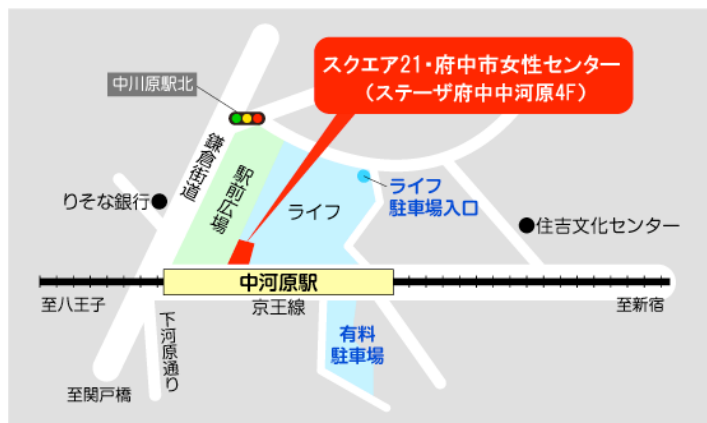 スクエア21・府中市女性センター
（ステーザ府中中河原4F）
中川原駅北
鎌倉街道
駅前広場
りそな銀行
ライフ
ライフ
駐車場入口
住吉文化センター
中河原駅
至八王子
京王線
至新宿
下河原通り
有料
駐車場
至関戸橋